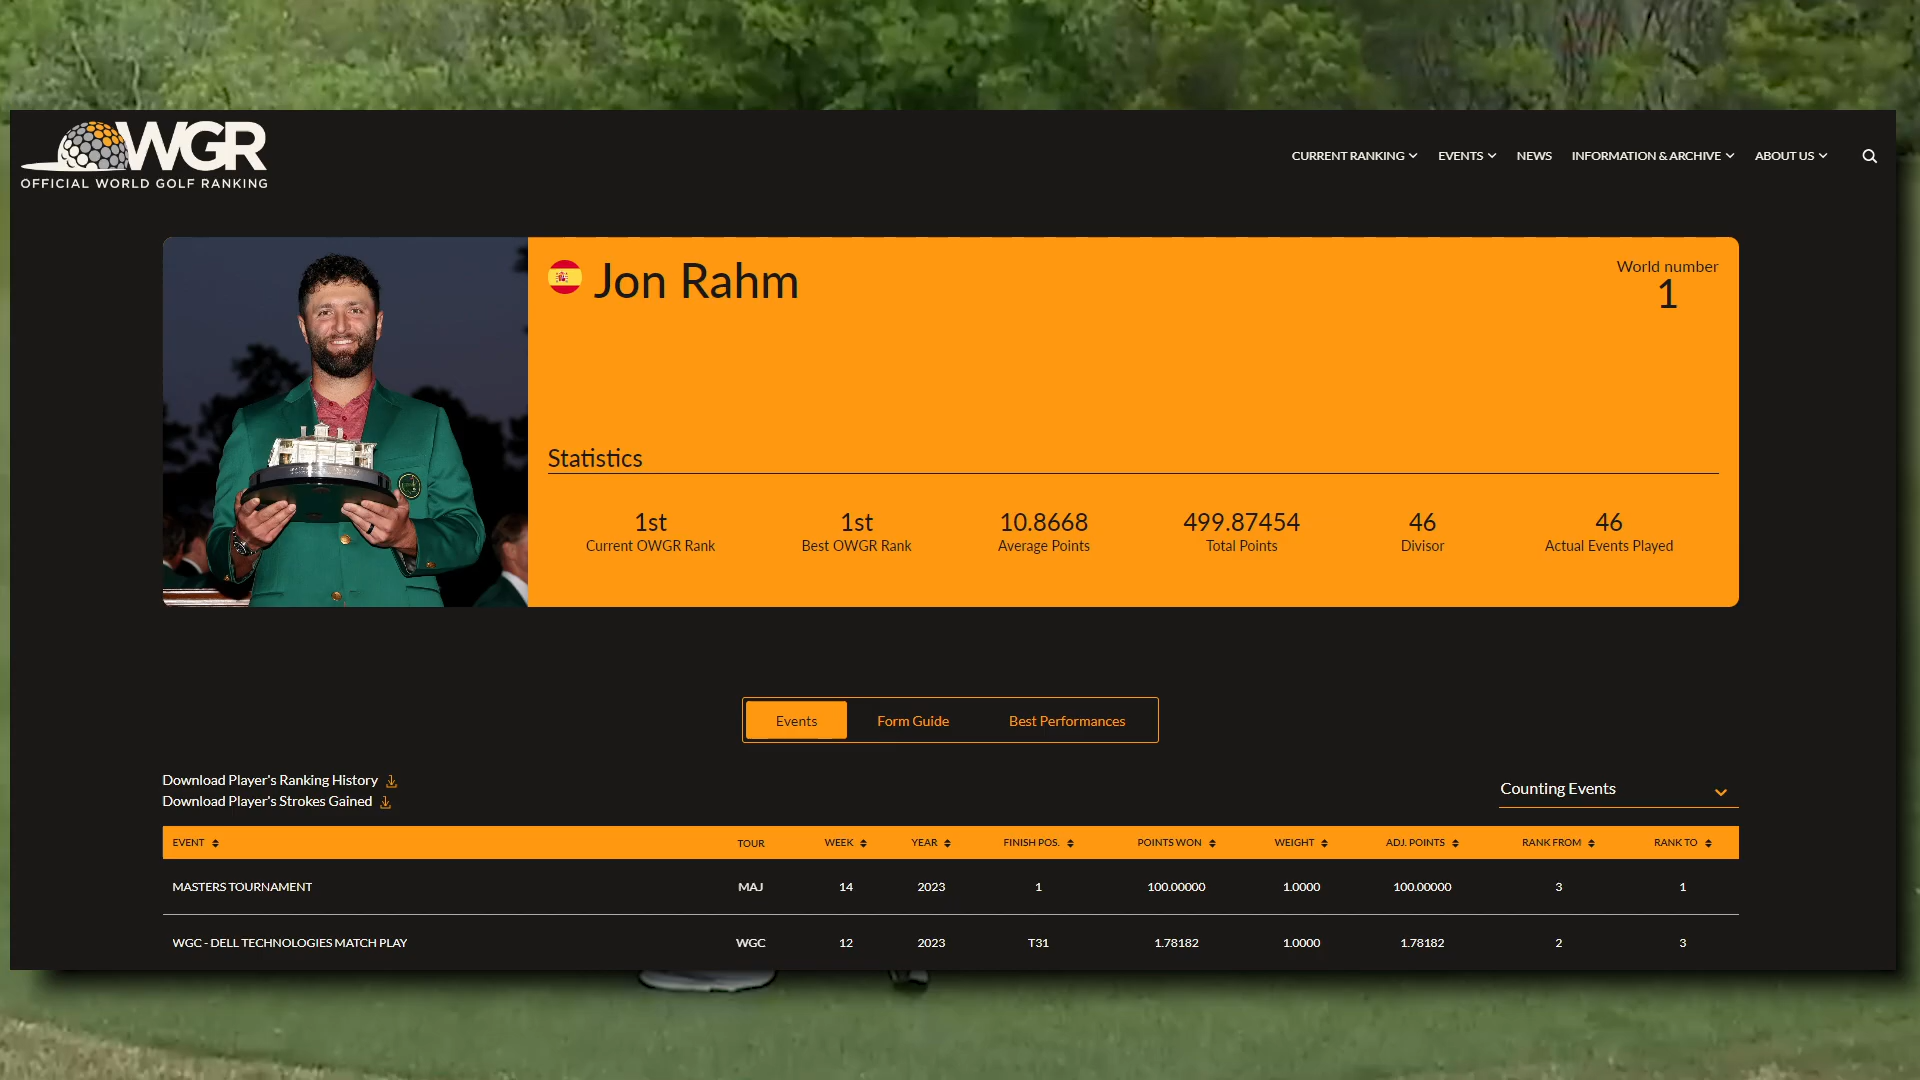 WGR
OFFICIAL WORLD GOLF RANKING
CURRENT RANKING EVENTS NEWS INFORMATION & ARCHIVE ABOUT US
Jon Rahm
World number
1
Statistics
1st 1st 10.8668 499.87454 46 46
Current OWGR Rank Best OWGR Rank Average Points Total Points Divisor Actual Events Played
Events Form Guide Best Performances
Download Player's Ranking History
Download Player's Strokes Gained
Counting Events
EVENT TOUR WEEK YEAR FINISH POS. POINTS WON WEIGHT ADJ. POINTS RANK FROM RANK TO
MASTERS TOURNAMENT MAJ 14 2023 1 100.00000 1.0000 100.00000 3 1
WGC - DELL TECHNOLOGIES MATCH PLAY WGC 12 2023 T31 1.78182 1.0000 1.78182 2 3